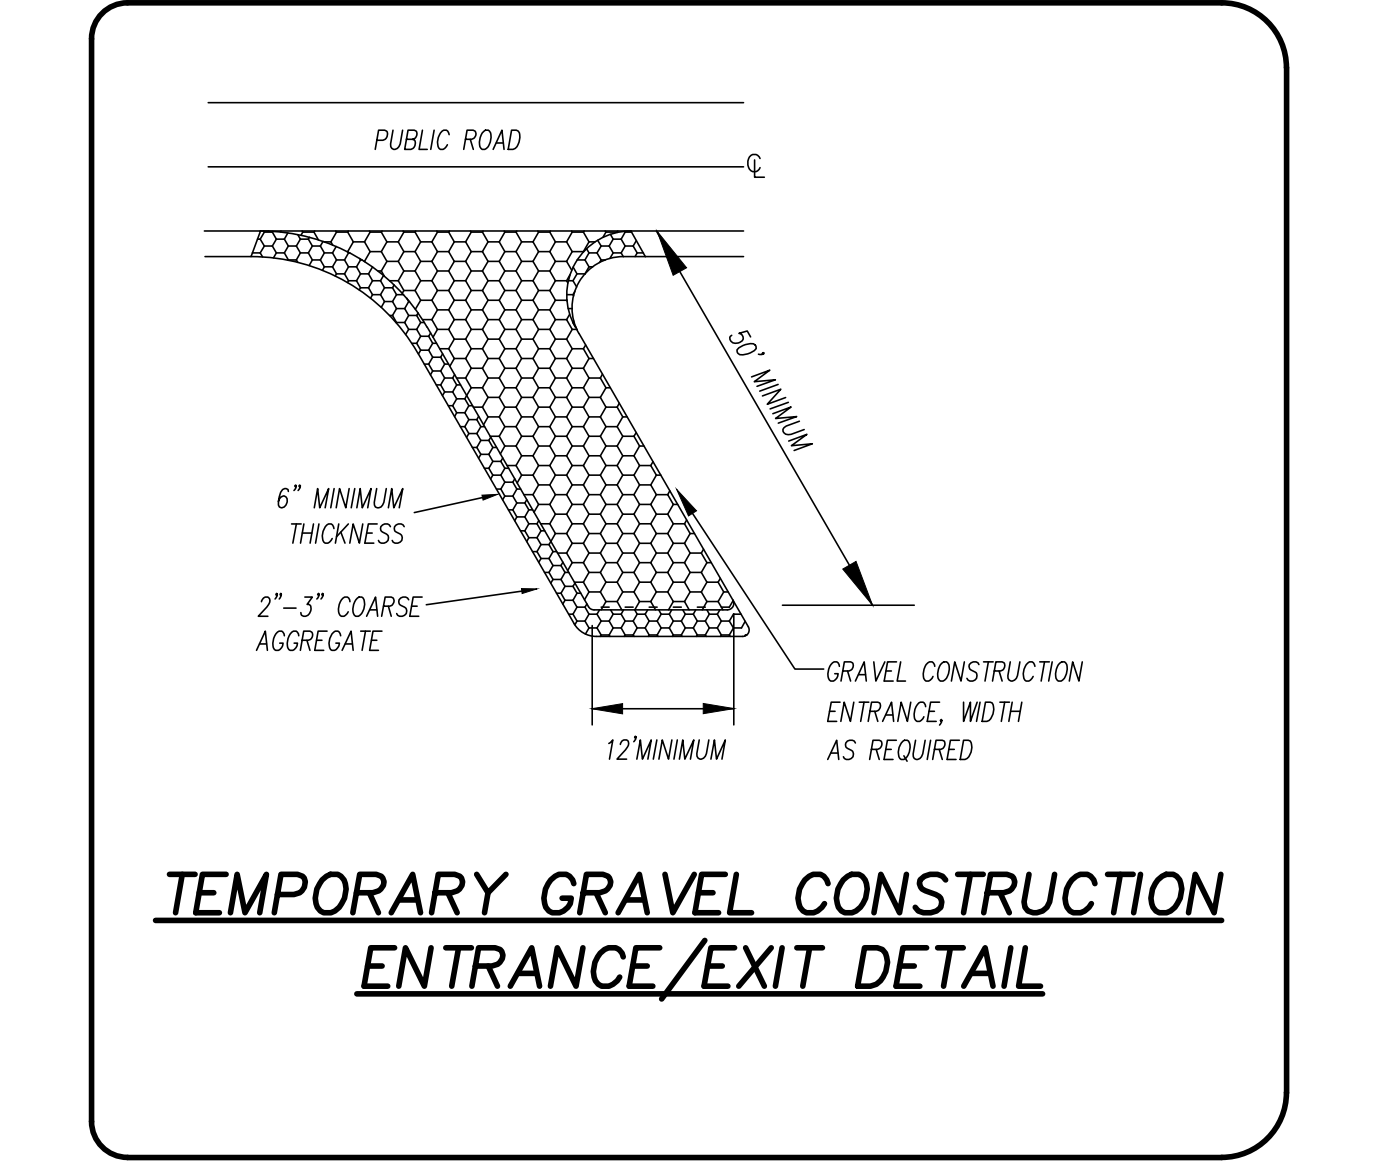 PUBLIC ROAD
℄
50' MINIMUM
6" MINIMUM
THICKNESS
2"-3" COARSE
AGGREGATE
GRAVEL CONSTRUCTION
ENTRANCE, WIDTH
AS REQUIRED
12'MINIMUM
TEMPORARY GRAVEL CONSTRUCTION
ENTRANCE/EXIT DETAIL